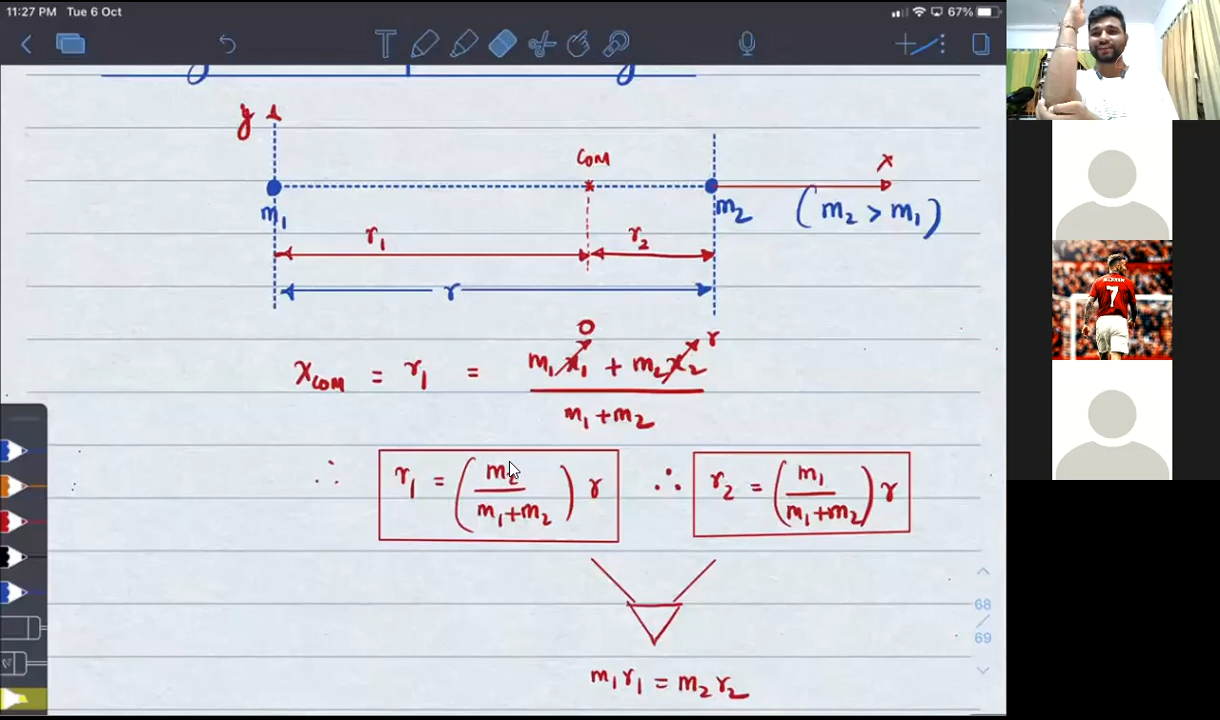 11:27 PM Tue 6 Oct 67%
T
y
COM
x
m₁
m₂ (m₂ > m₁)
r₁ r₂
r
x_COM = r₁ = (m₁x₁ + m₂x₂) / (m₁+m₂)
0 r
∴ r₁ = (m₂ / (m₁+m₂)) r ∴ r₂ = (m₁ / (m₁+m₂)) r
m₁r₁ = m₂r₂
68
/
69
7